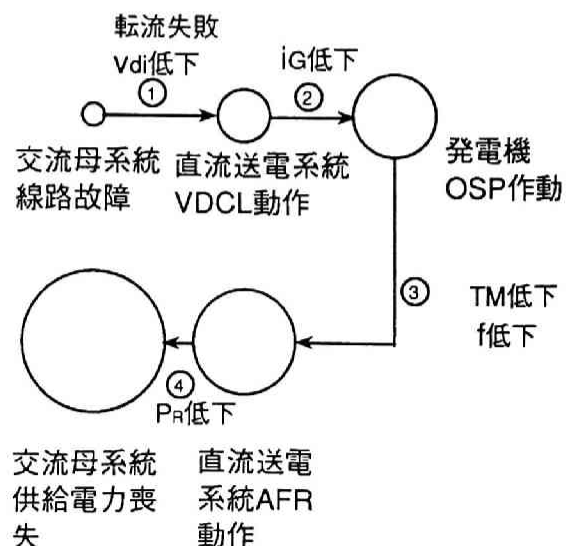 転流失敗
Vdi低下
①
iG低下
②
交流母系統
線路故障
直流送電系統
VDCL動作
発電機
OSP作動
③
TM低下
f低下
④
PR低下
交流母系統
供給電力喪
失
直流送電
系統AFR
動作